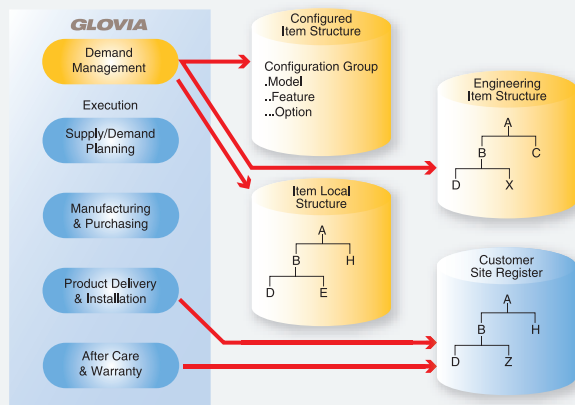 GLOVIA
Demand
Management
Execution
Supply/Demand
Planning
Manufacturing
& Purchasing
Product Delivery
& Installation
After Care
& Warranty
Configured
Item Structure
Configuration Group
.Model
..Feature
...Option
Engineering
Item Structure
A
B C
D X
Item Local
Structure
A
B H
D E
Customer
Site Register
A
B H
D Z